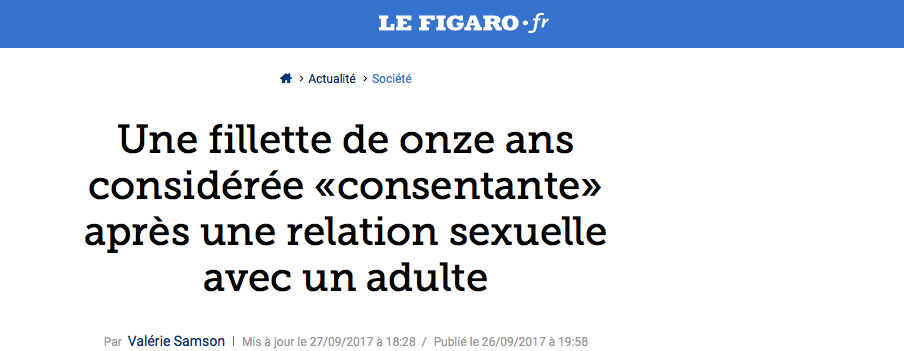 LE FIGARO·fr
Actualité > Société
Une fillette de onze ans
considérée «consentante»
après une relation sexuelle
avec un adulte
Par Valérie Samson | Mis à jour le 27/09/2017 à 18:28 / Publié le 26/09/2017 à 19:58